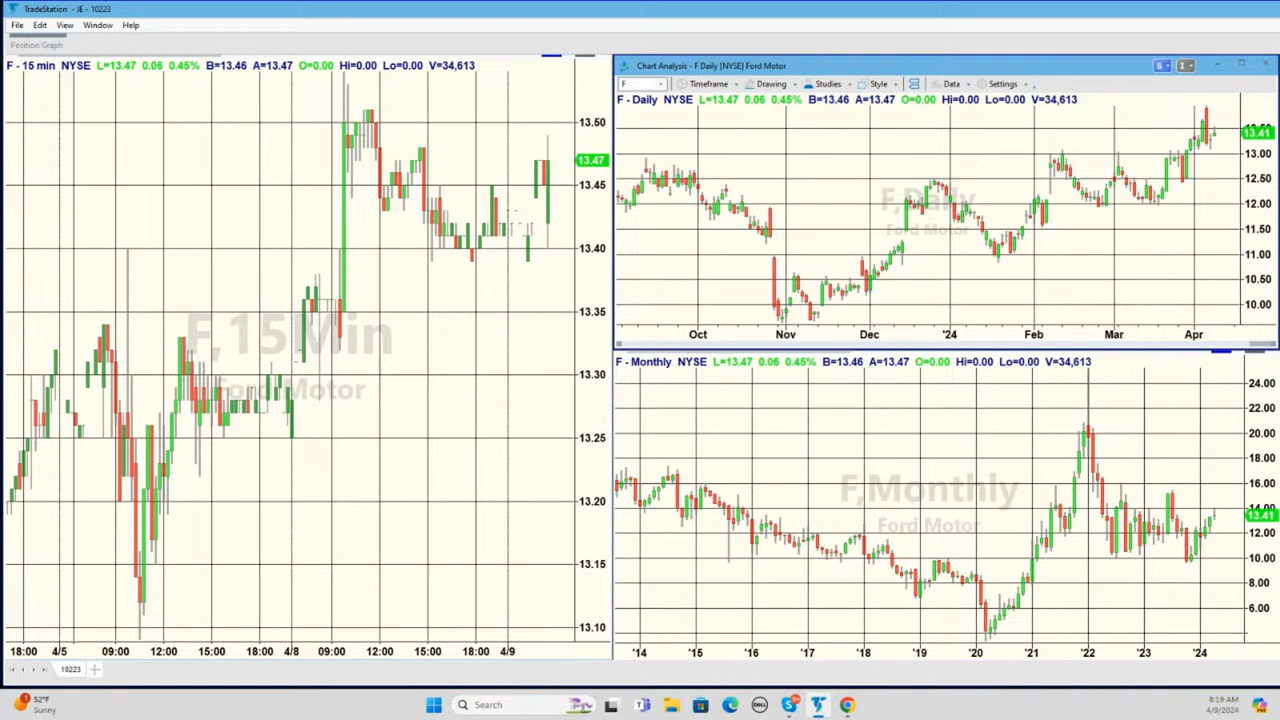 TradeStation - JE - 10223
File Edit View Window Help
Position Graph
F - 15 min NYSE L=13.47 0.06 0.45% B=13.46 A=13.47 O=0.00 Hi=0.00 Lo=0.00 V=34,613
F,15Min
Ford Motor
13.60
13.47
13.45
13.40
13.35
13.30
13.25
13.20
13.15
13.10
18:00 4/5 09:00 12:00 15:00 18:00 4/8 09:00 12:00 15:00 18:00 4/9
10223
Chart Analysis - F Daily [NYSE] Ford Motor
F Timeframe Drawing Studies Style Data Settings
F - Daily NYSE L=13.47 0.06 0.45% B=13.46 A=13.47 O=0.00 Hi=0.00 Lo=0.00 V=34,613
F,Daily
Ford Motor
13.41
13.00
12.50
12.00
11.50
11.00
10.50
10.00
Oct Nov Dec '24 Feb Mar Apr
F - Monthly NYSE L=13.47 0.06 0.45% B=13.46 A=13.47 O=0.00 Hi=0.00 Lo=0.00 V=34,613
F,Monthly
Ford Motor
24.00
22.00
20.00
18.00
16.00
13.41
12.00
10.00
8.00
6.00
'14 '15 '16 '17 '18 '19 '20 '21 '22 '23 '24
52°F
Sunny
Search
DELL
8:19 AM
4/9/2024